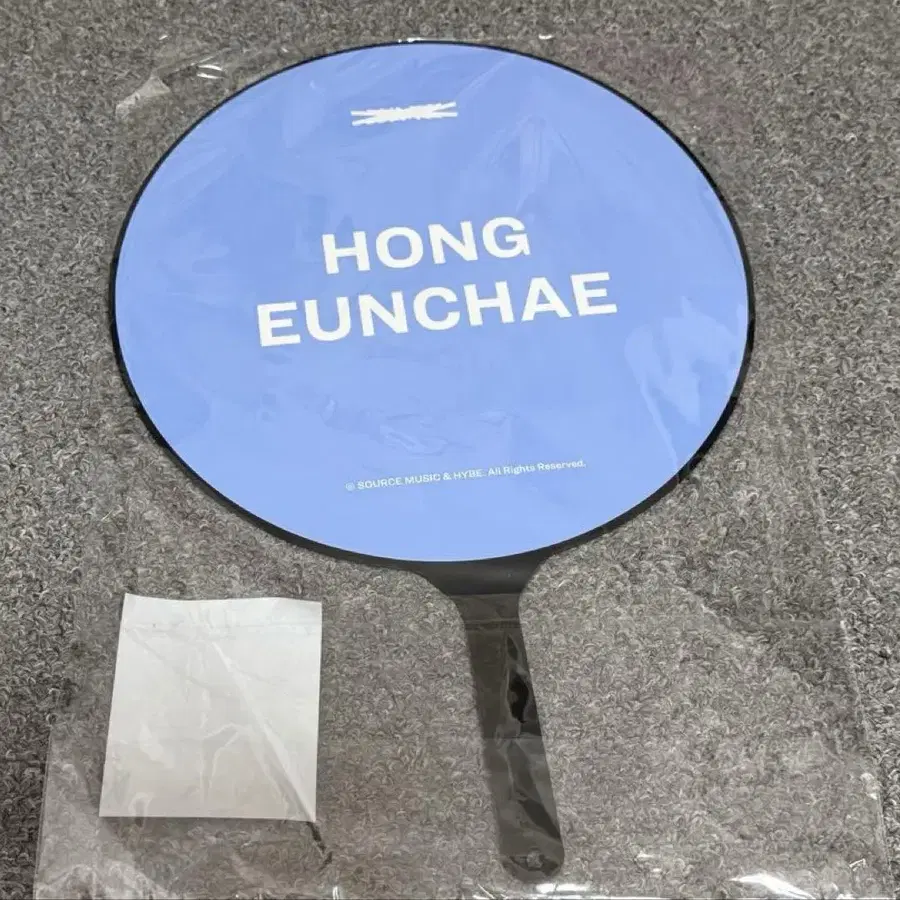 HONG
EUNCHAE
© SOURCE MUSIC & HYBE. All Rights Reserved.